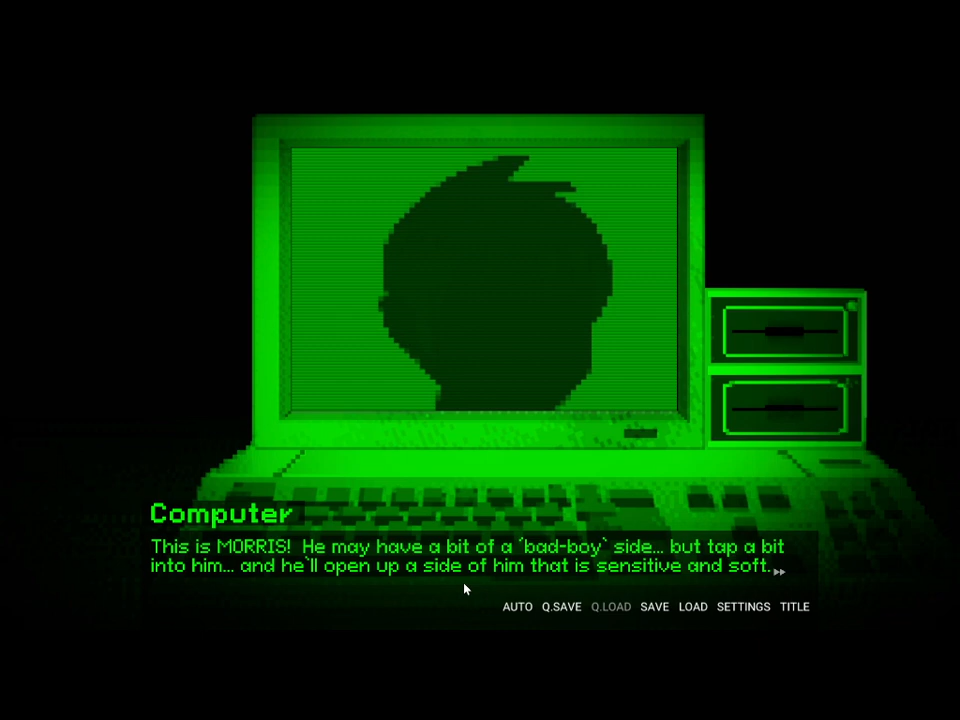 Computer
This is MORRIS! He may have a bit of a ´bad-boy` side... but tap a bit
into him... and he`ll open up a side of him that is sensitive and soft.
AUTO Q.SAVE Q.LOAD SAVE LOAD SETTINGS TITLE